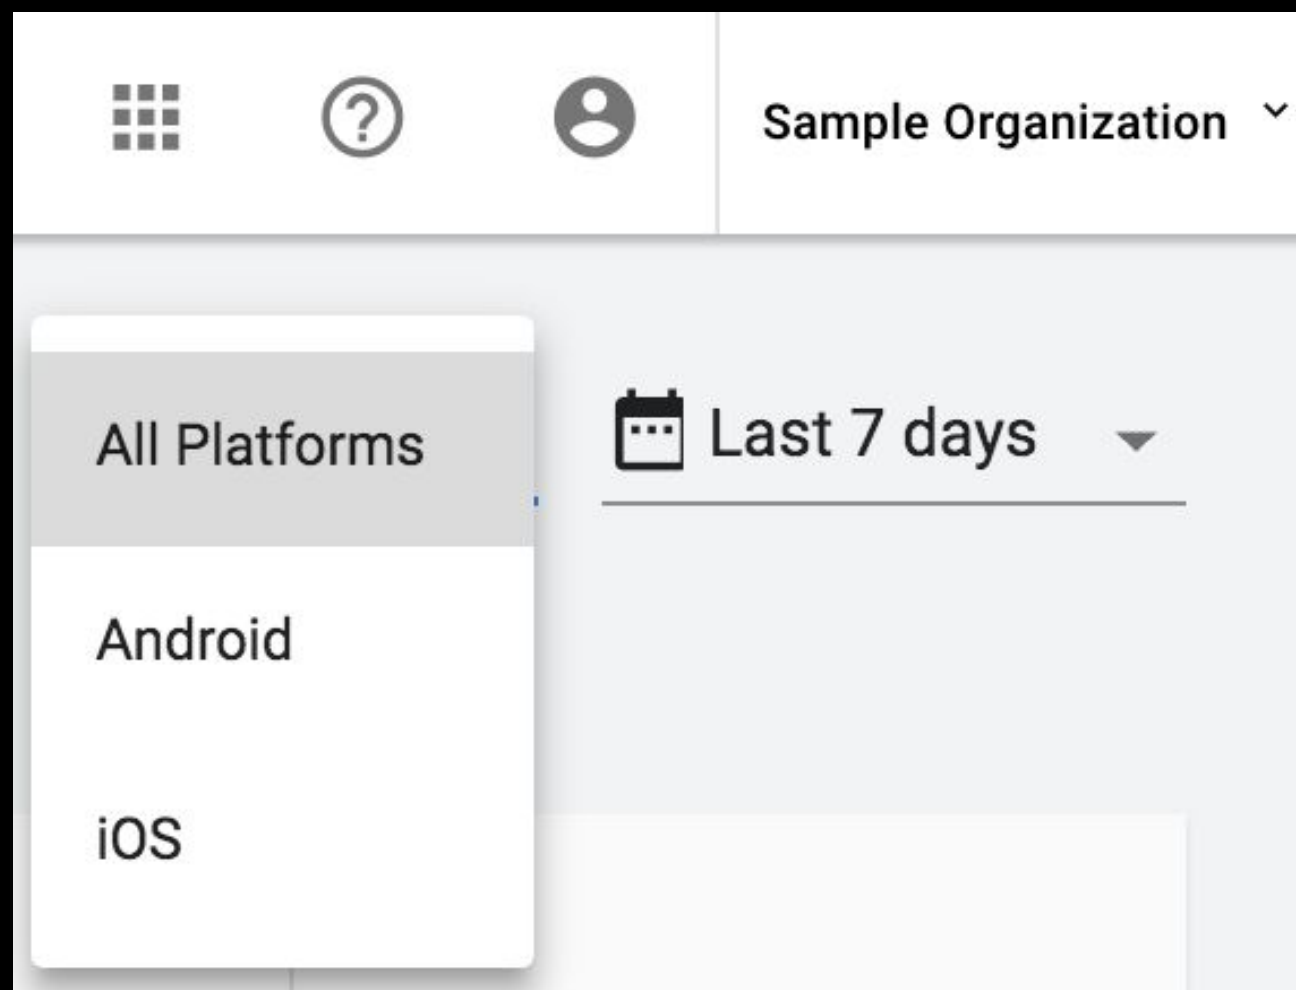 Sample Organization
All Platforms
Last 7 days
Android
iOS